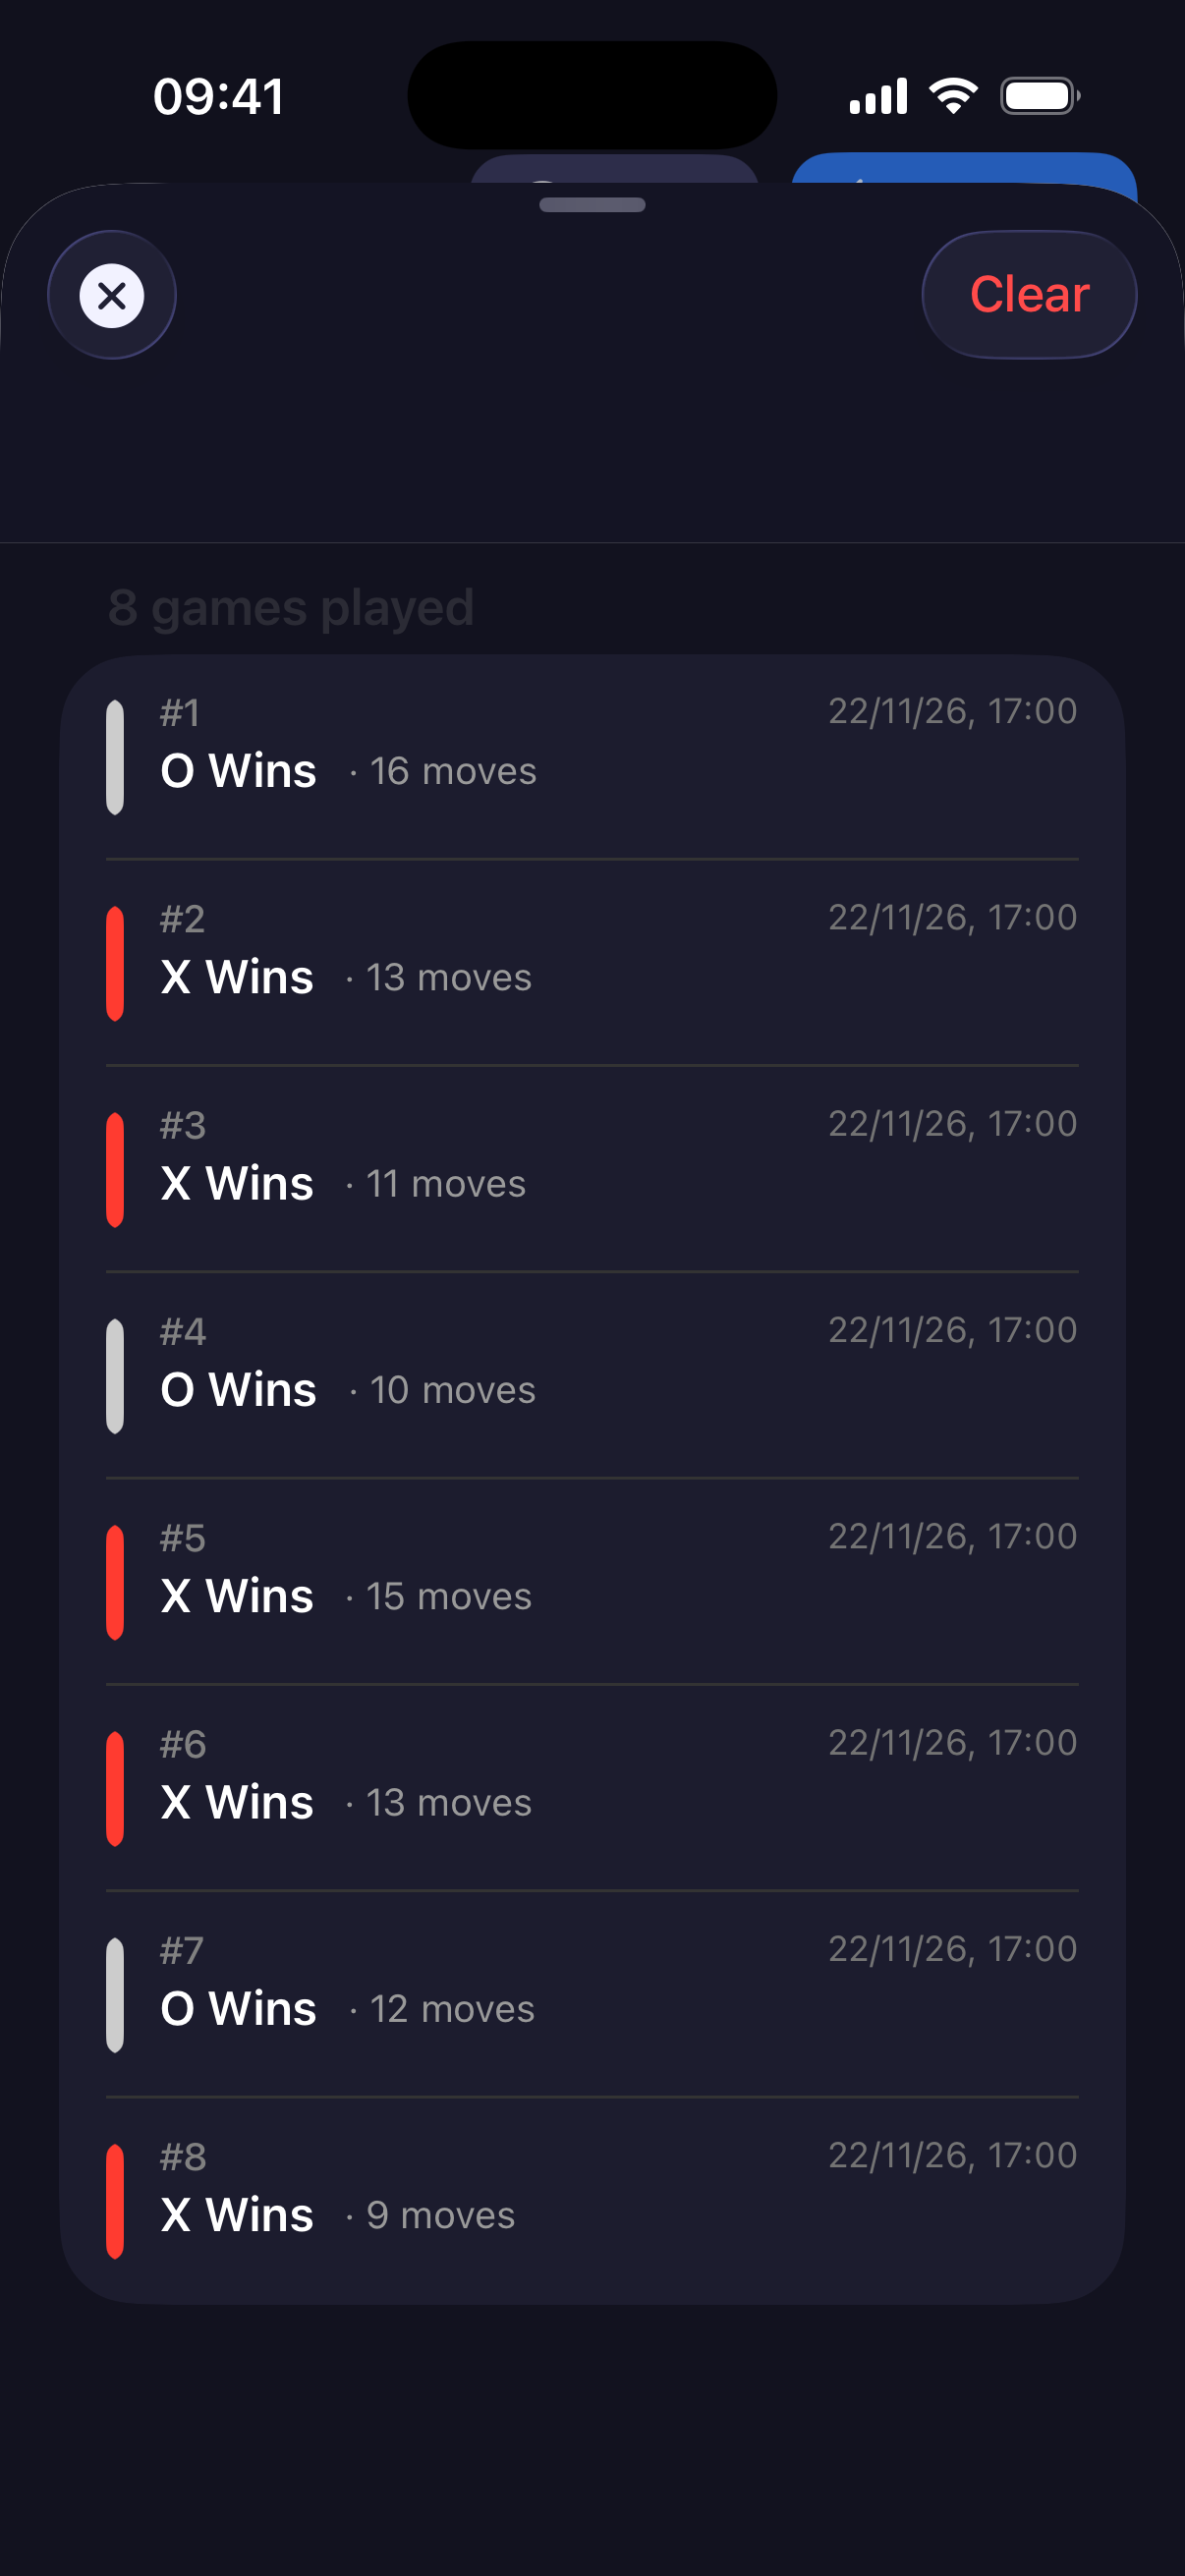 09:41
Clear
8 games played
#1 22/11/26, 17:00
O Wins · 16 moves
#2 22/11/26, 17:00
X Wins · 13 moves
#3 22/11/26, 17:00
X Wins · 11 moves
#4 22/11/26, 17:00
O Wins · 10 moves
#5 22/11/26, 17:00
X Wins · 15 moves
#6 22/11/26, 17:00
X Wins · 13 moves
#7 22/11/26, 17:00
O Wins · 12 moves
#8 22/11/26, 17:00
X Wins · 9 moves